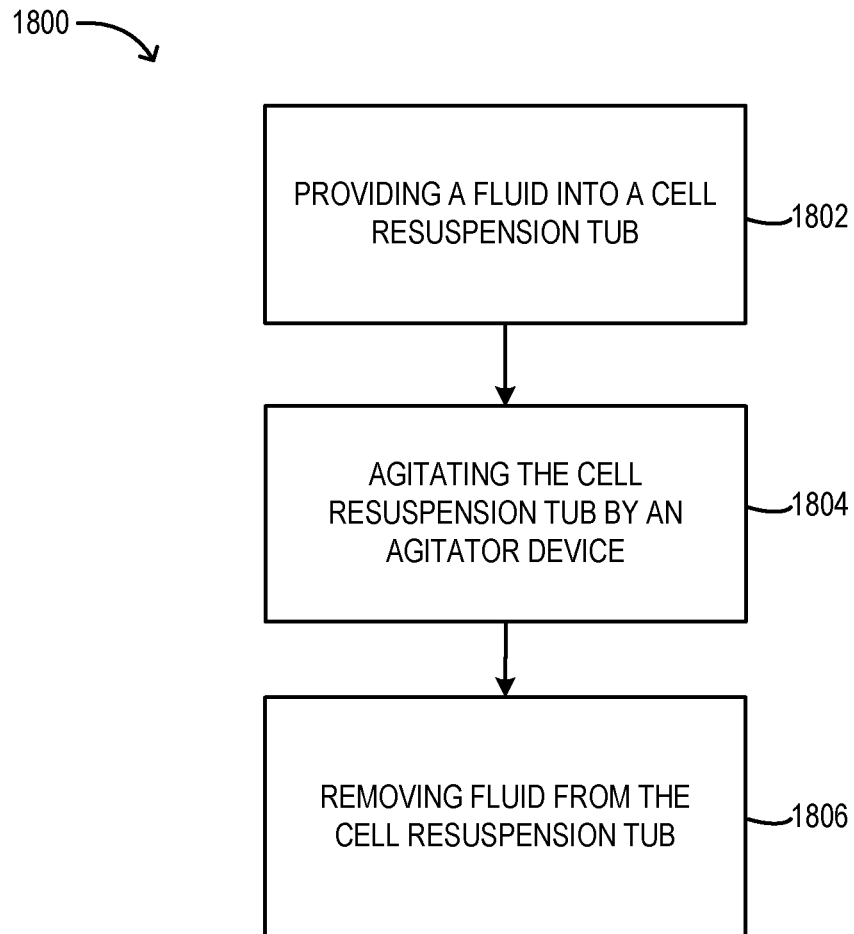 1800
PROVIDING A FLUID INTO A CELL
RESUSPENSION TUB
1802
AGITATING THE CELL
RESUSPENSION TUB BY AN
AGITATOR DEVICE
1804
REMOVING FLUID FROM THE
CELL RESUSPENSION TUB
1806